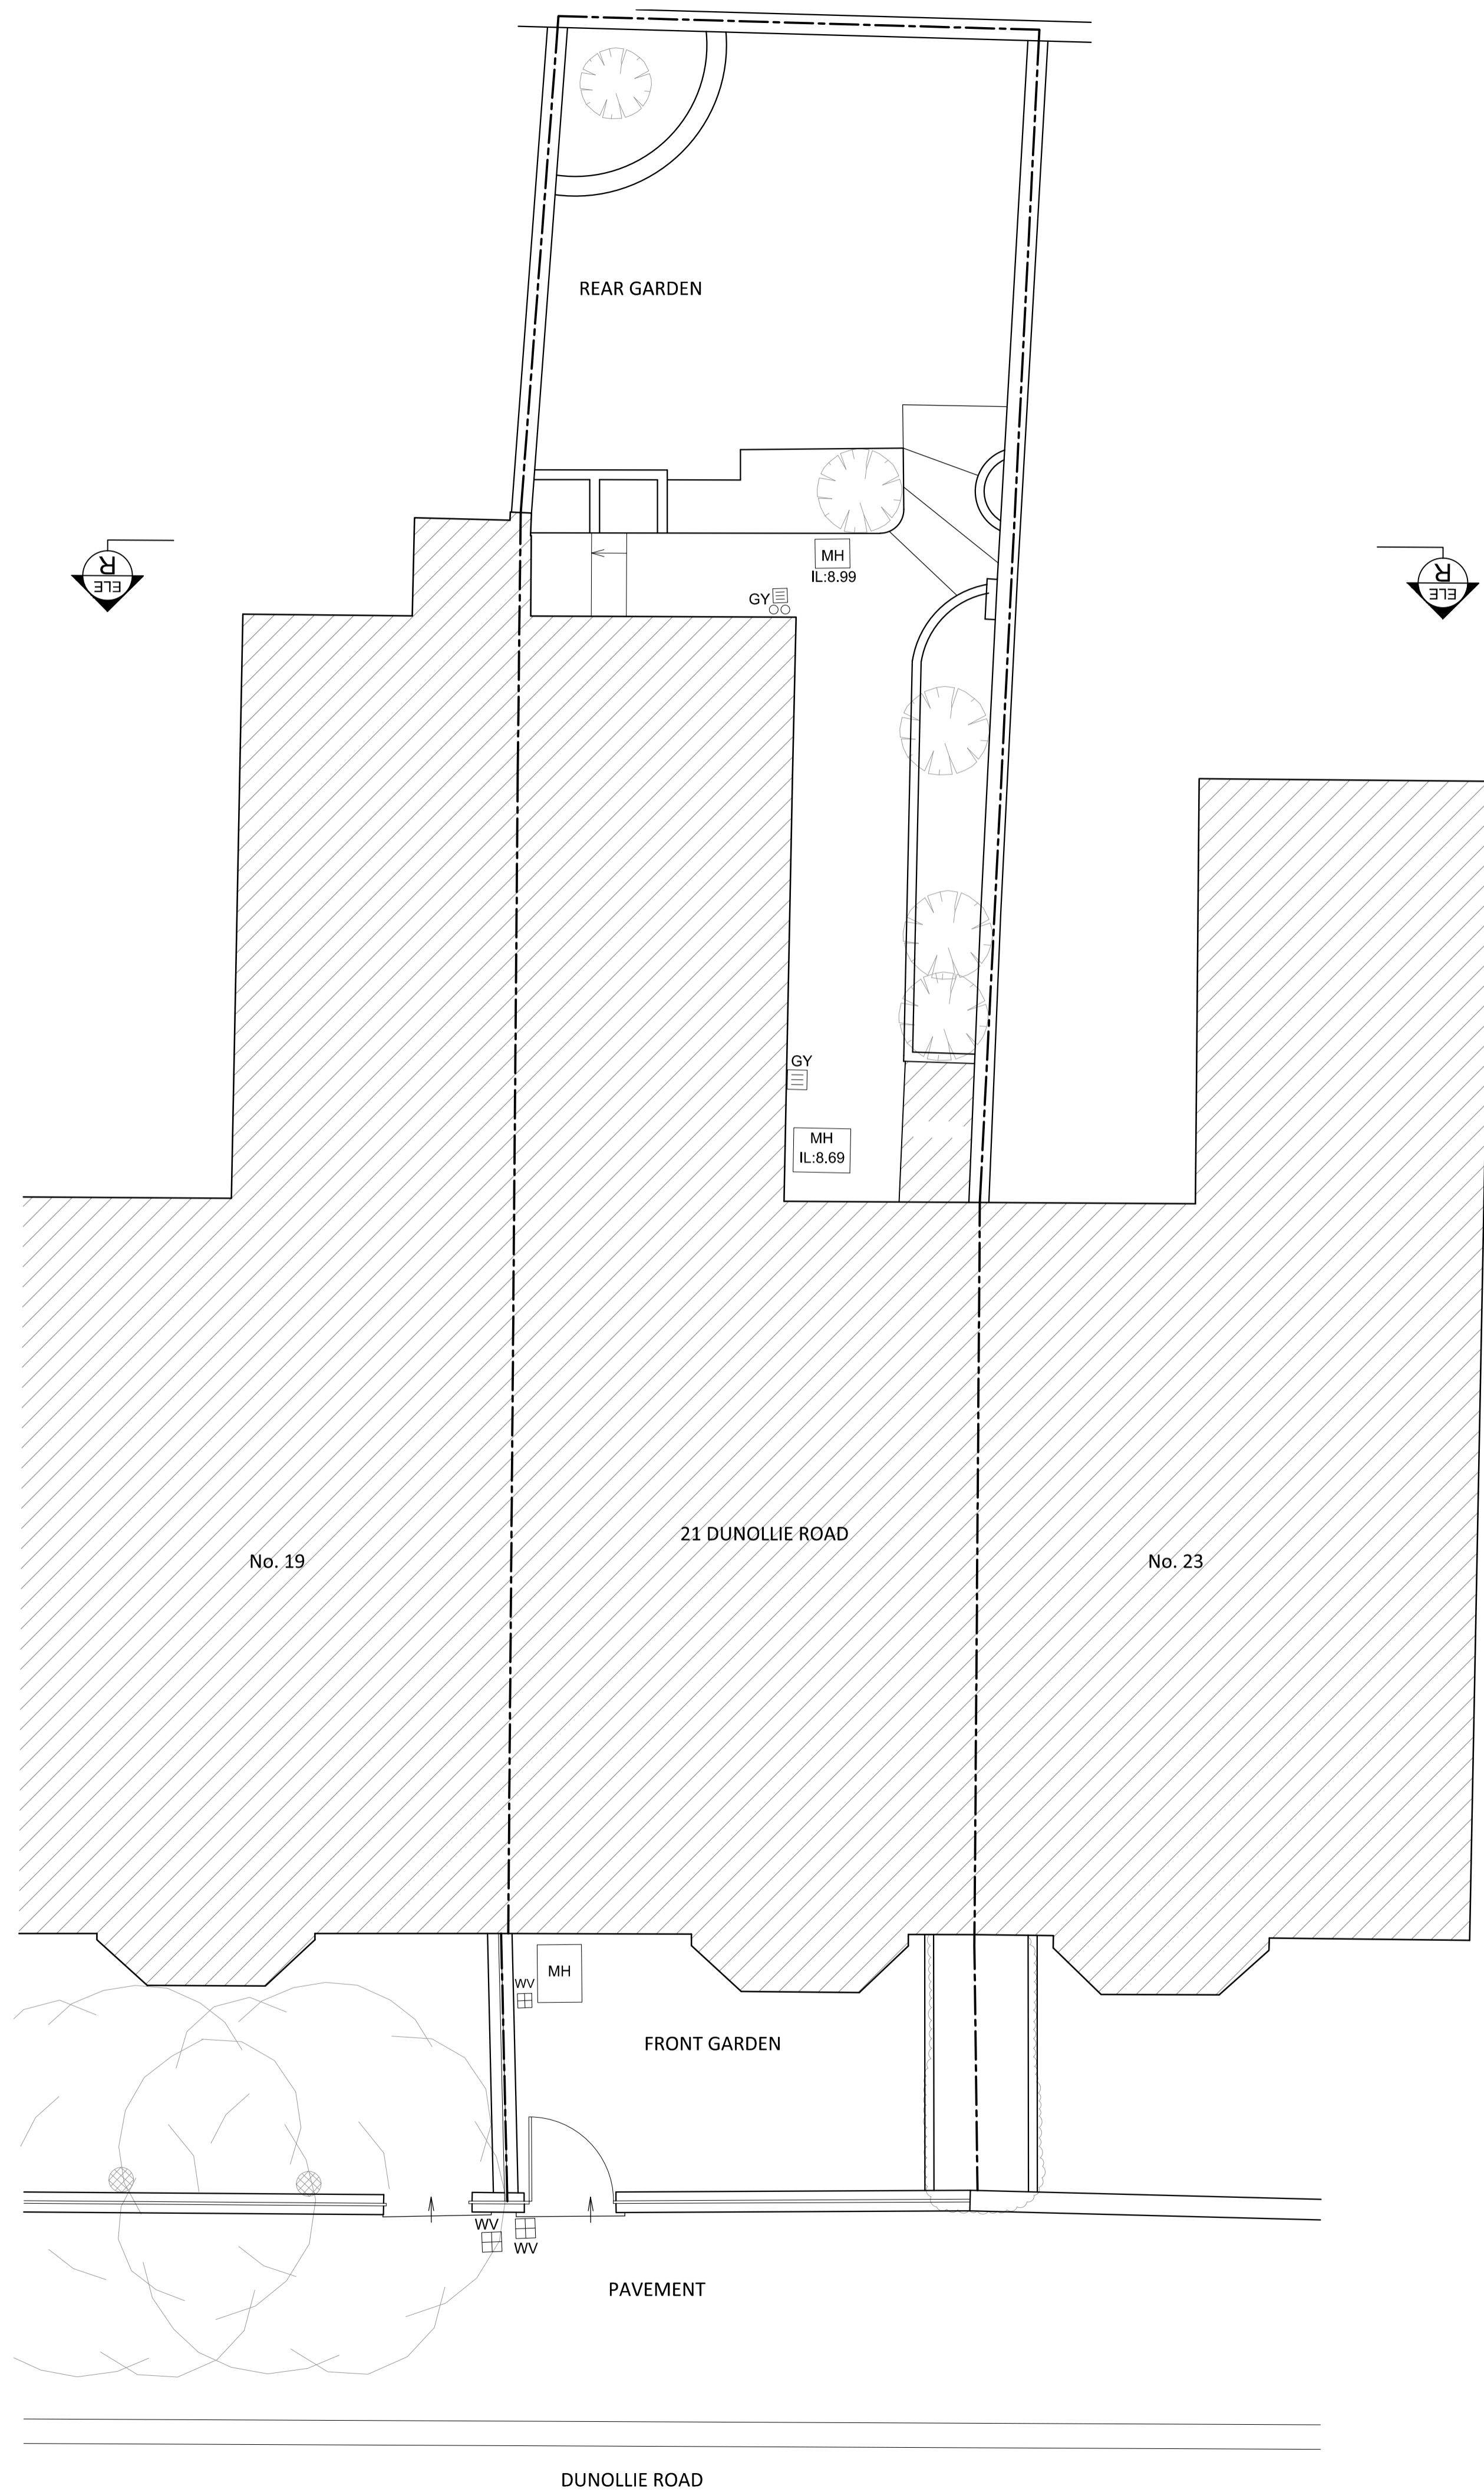 REAR GARDEN
R
ELE
R
ELE
MH
IL:8.99
GY
GY
MH
IL:8.69
21 DUNOLLIE ROAD
No. 19
No. 23
MH
WV
FRONT GARDEN
WV
WV
PAVEMENT
DUNOLLIE ROAD